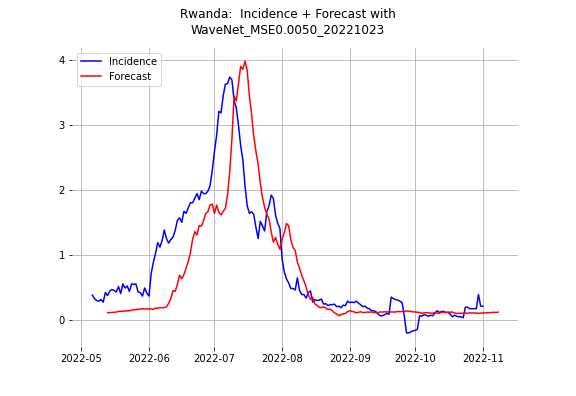 Rwanda:  Incidence + Forecast with
WaveNet_MSE0.0050_20221023
Incidence
Forecast
4
3
2
1
0
2022-05 2022-06 2022-07 2022-08 2022-09 2022-10 2022-11